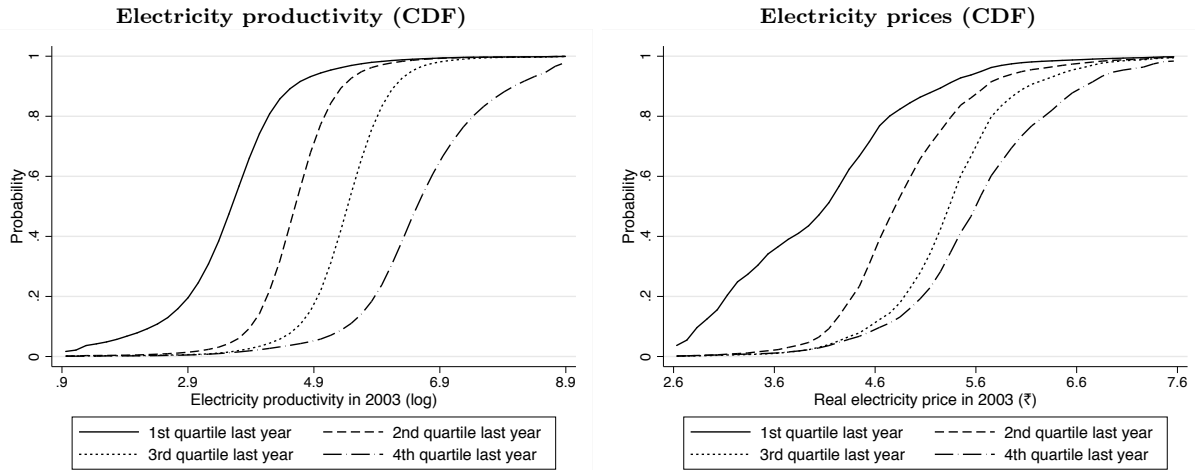 Electricity productivity (CDF)
Probability
1
.8
.6
.4
.2
0
.9 2.9 4.9 6.9 8.9
Electricity productivity in 2003 (log)
1st quartile last year 2nd quartile last year
3rd quartile last year 4th quartile last year
Electricity prices (CDF)
Probability
1
.8
.6
.4
.2
0
2.6 3.6 4.6 5.6 6.6 7.6
Real electricity price in 2003 (₹)
1st quartile last year 2nd quartile last year
3rd quartile last year 4th quartile last year